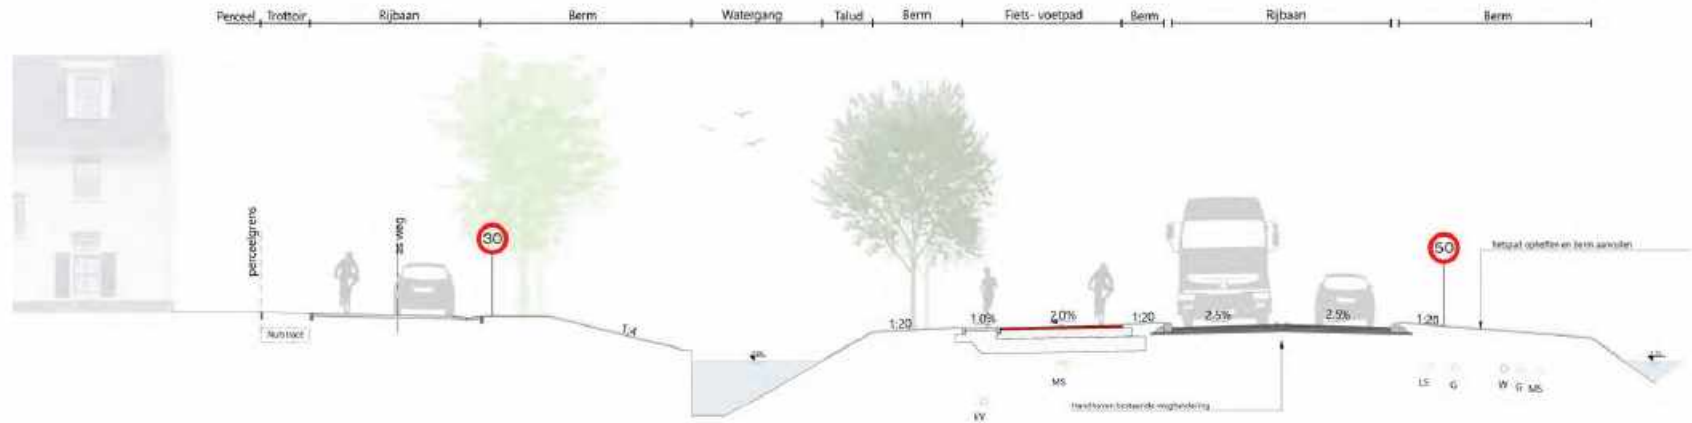 Perceel Trottoir Rijbaan Berm Watergang Talud Berm Fiets- voetpad Berm Rijbaan Berm
perceelgrens
as weg
30
50
fietspad opheffen en berm aanvullen
1:20 1.0% 2.0% 1:20 2.5% 2.5% 1:20
1:4
MS
LS G W G MS
Handhaven bestaande wegfundering